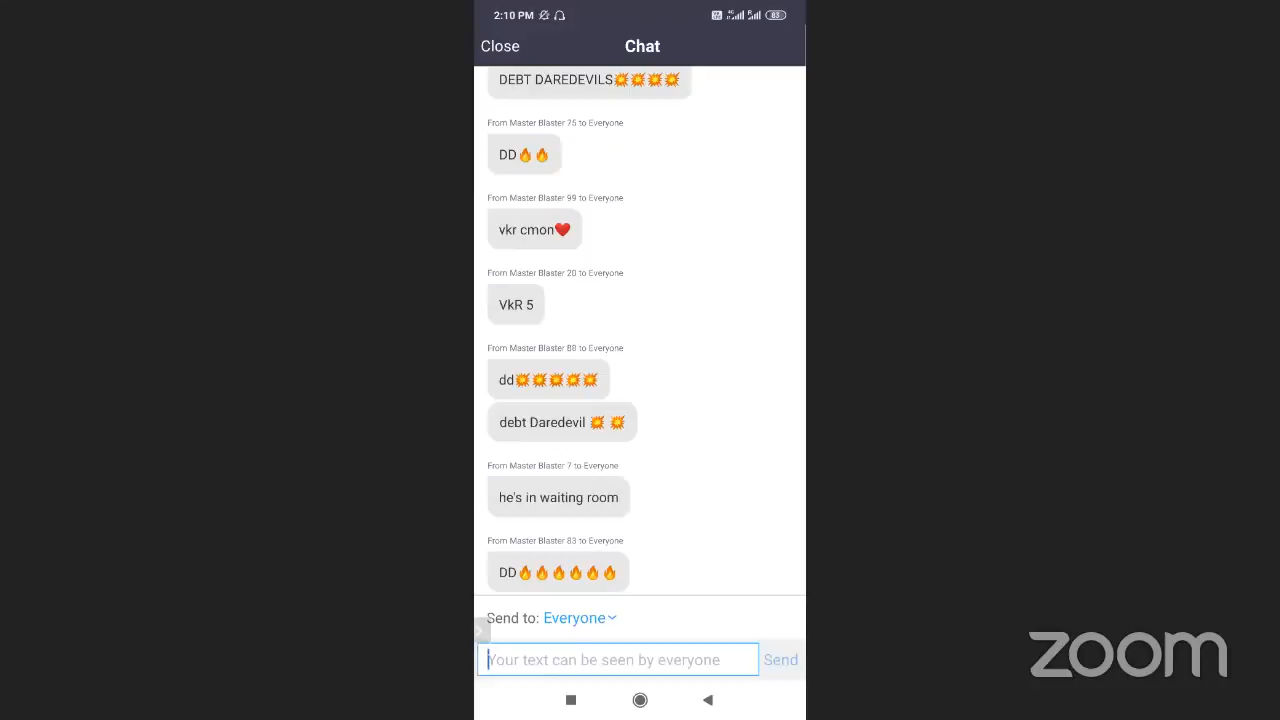 2:10 PM 83
Close Chat
DEBT DAREDEVILS💥💥💥💥
From Master Blaster 75 to Everyone
DD🔥🔥
From Master Blaster 99 to Everyone
vkr cmon❤️
From Master Blaster 20 to Everyone
VkR 5
From Master Blaster 88 to Everyone
dd💥💥💥💥💥
debt Daredevil 💥 💥
From Master Blaster 7 to Everyone
he's in waiting room
From Master Blaster 83 to Everyone
DD🔥🔥🔥🔥🔥🔥
Send to: Everyone
Your text can be seen by everyone Send
zoom